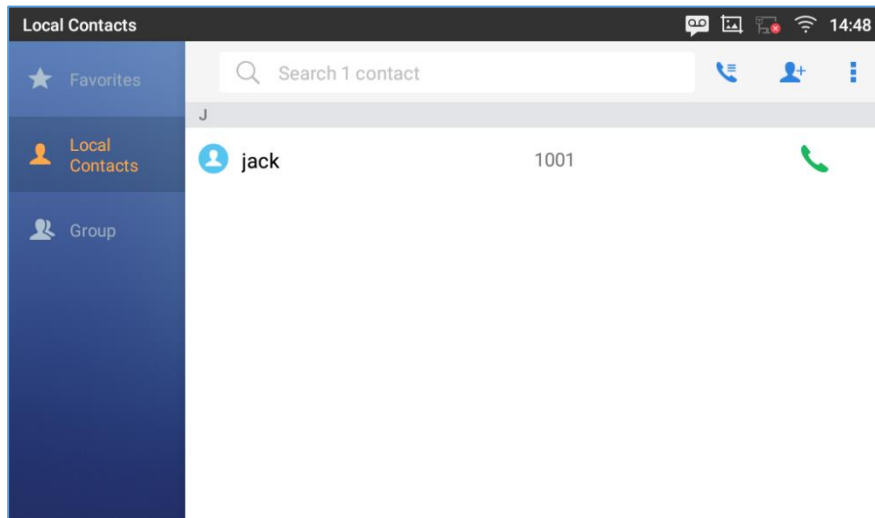 Local Contacts 14:48
Favorites
Search 1 contact
J
Local
Contacts
jack 1001
Group